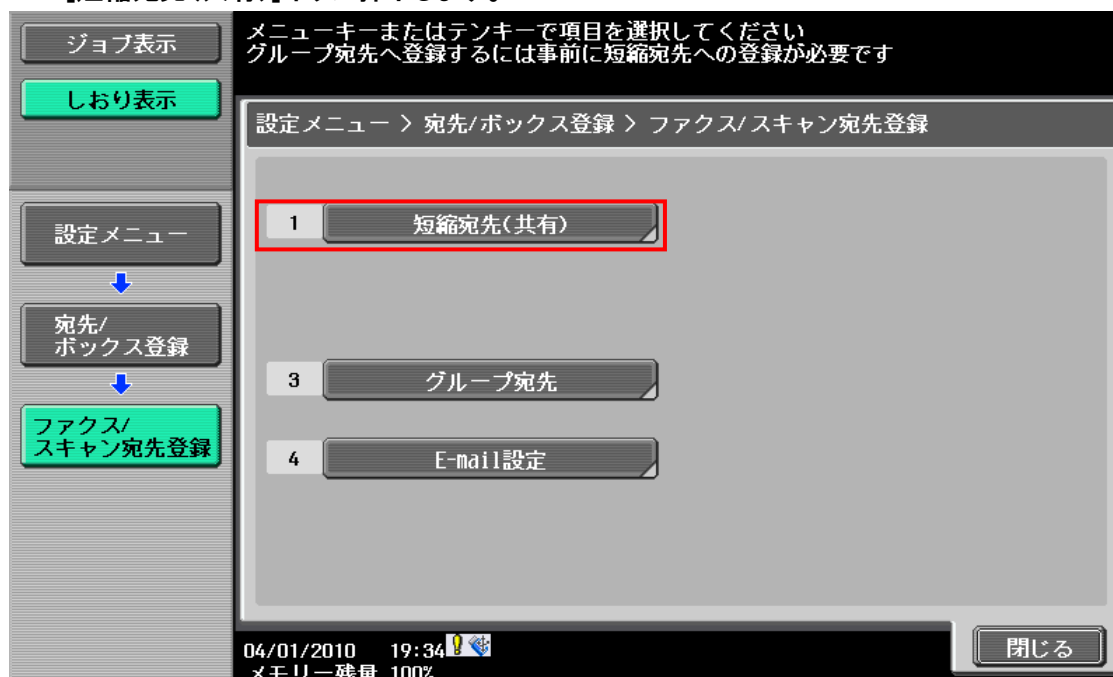 ジョブ表示
しおり表示
メニューキーまたはテンキーで項目を選択してください
グループ宛先へ登録するには事前に短縮宛先への登録が必要です
設定メニュー > 宛先/ボックス登録 > ファクス/スキャン宛先登録
設定メニュー
宛先/
ボックス登録
ファクス/
スキャン宛先登録
1 短縮宛先(共有)
3 グループ宛先
4 E-mail設定
04/01/2010 19:34
メモリー残量 100%
閉じる